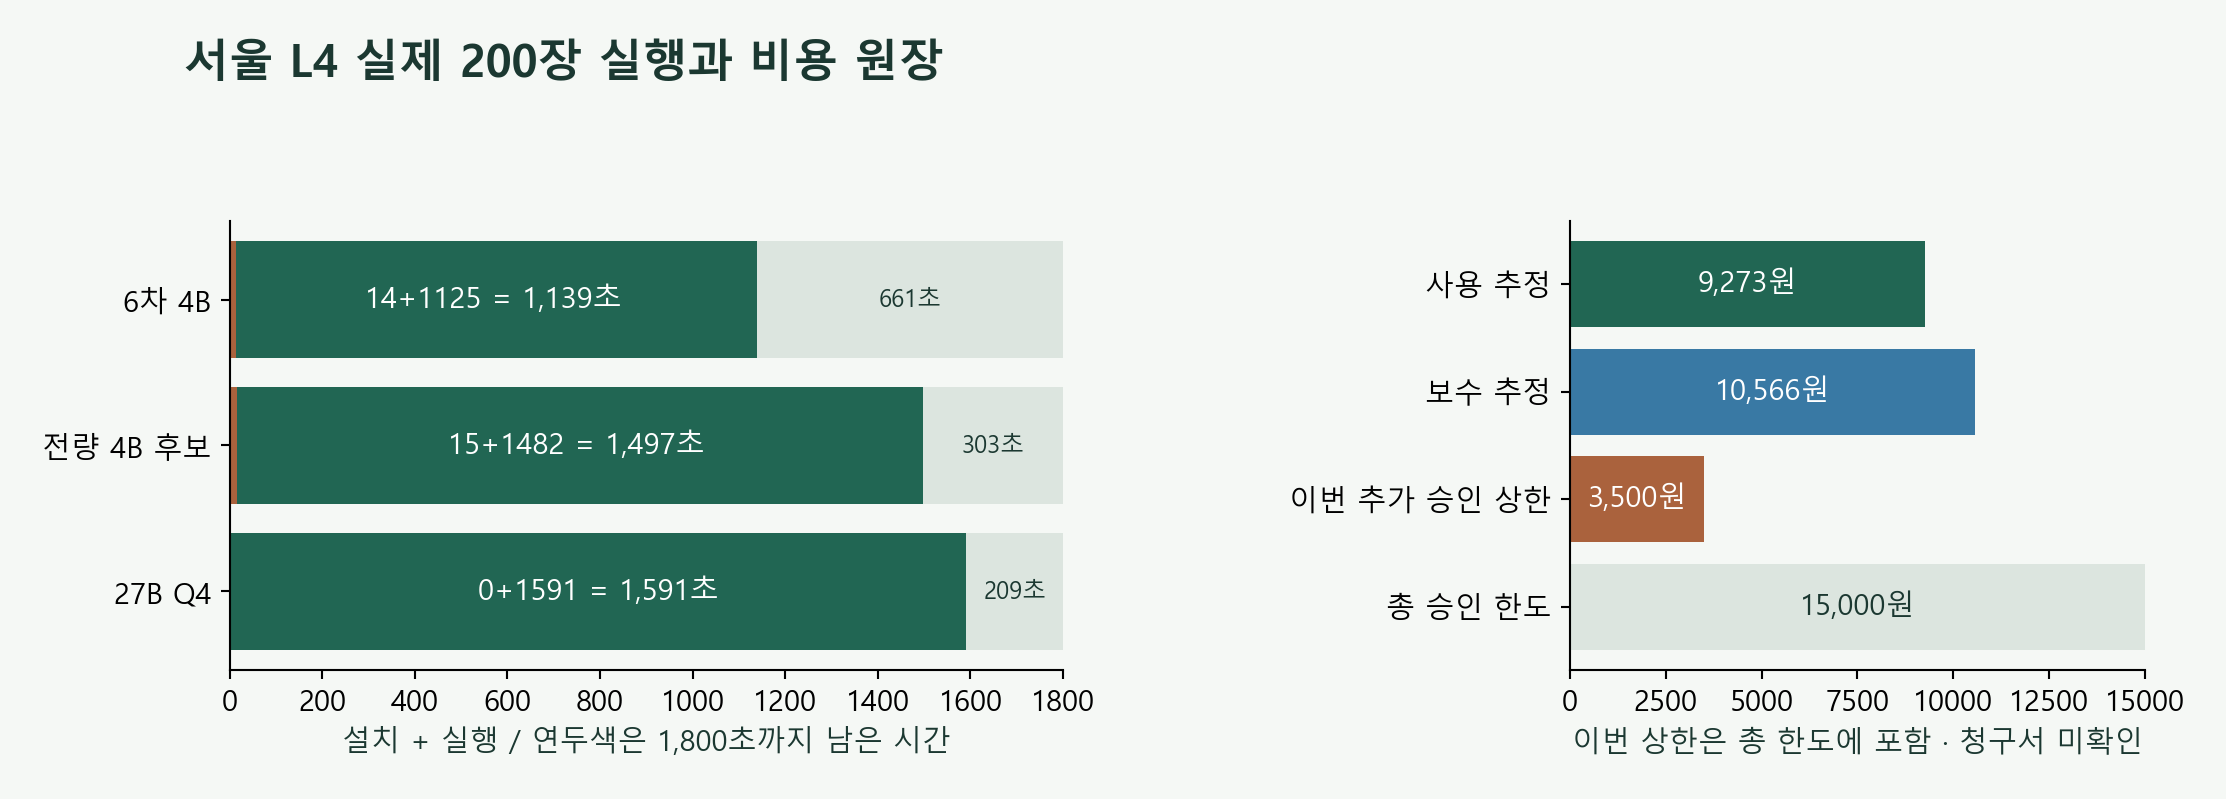 서울 L4 실제 200장 실행과 비용 원장
6차 4B
14+1125 = 1,139초
661초
전량 4B 후보
15+1482 = 1,497초
303초
27B Q4
0+1591 = 1,591초
209초
0 200 400 600 800 1000 1200 1400 1600 1800
설치 + 실행 / 연두색은 1,800초까지 남은 시간
사용 추정
9,273원
보수 추정
10,566원
이번 추가 승인 상한
3,500원
총 승인 한도
15,000원
0 2500 5000 7500 10000 12500 15000
이번 상한은 총 한도에 포함 · 청구서 미확인